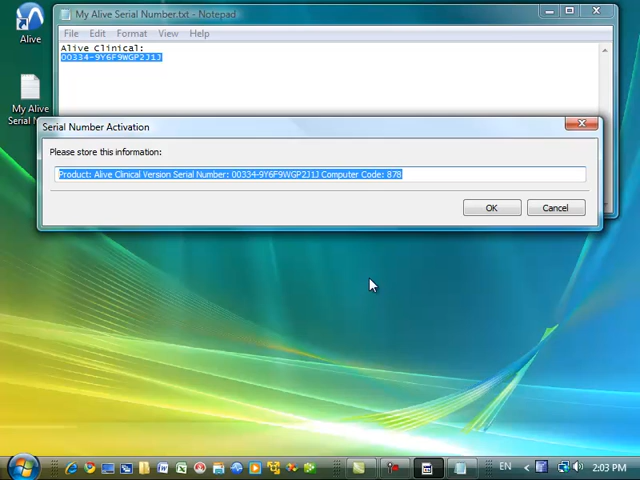 My Alive Serial Number.txt - Notepad
File Edit Format View Help
Alive Clinical:
00334-9Y6F9WGP2J1J
Alive
My Alive
Serial N
Serial Number Activation
Please store this information:
Product: Alive Clinical Version Serial Number: 00334-9Y6F9WGP2J1J Computer Code: 878
OK Cancel
EN 2:03 PM